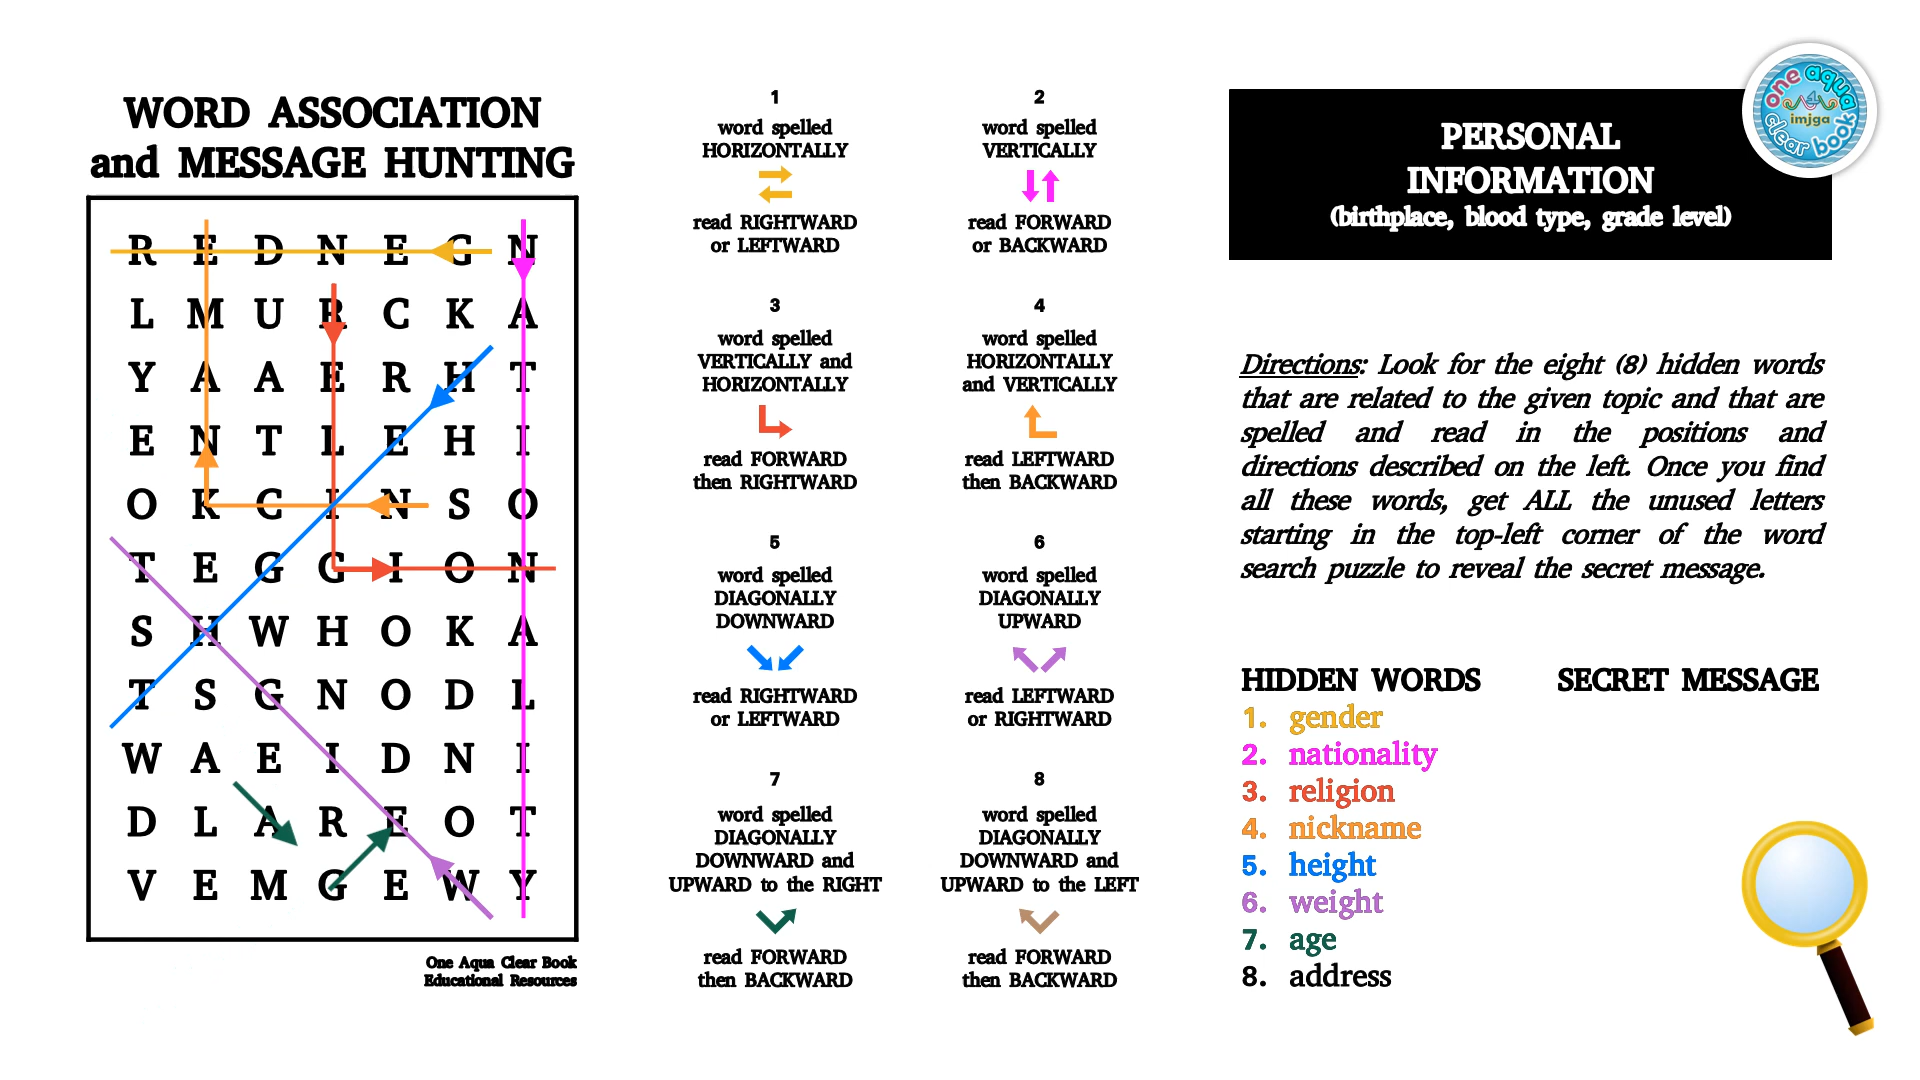 WORD ASSOCIATION
and MESSAGE HUNTING
R E D N E G N
L M U R C K A
Y A A E R H T
E N T L E H I
O K C I N S O
T E G G I O N
S H W H O K A
T S G N O D L
W A E I D N I
D L A R E O T
V E M G E W Y
One Aqua Clear Book
Educational Resources
1
word spelled
HORIZONTALLY
read RIGHTWARD
or LEFTWARD
2
word spelled
VERTICALLY
read FORWARD
or BACKWARD
3
word spelled
VERTICALLY and
HORIZONTALLY
read FORWARD
then RIGHTWARD
4
word spelled
HORIZONTALLY
and VERTICALLY
read LEFTWARD
then BACKWARD
5
word spelled
DIAGONALLY
DOWNWARD
read RIGHTWARD
or LEFTWARD
6
word spelled
DIAGONALLY
UPWARD
read LEFTWARD
or RIGHTWARD
7
word spelled
DIAGONALLY
DOWNWARD and
UPWARD to the RIGHT
read FORWARD
then BACKWARD
8
word spelled
DIAGONALLY
DOWNWARD and
UPWARD to the LEFT
read FORWARD
then BACKWARD
PERSONAL
INFORMATION
(birthplace, blood type, grade level)
one aqua
imjga
clear book
Directions: Look for the eight (8) hidden words
that are related to the given topic and that are
spelled and read in the positions and
directions described on the left. Once you find
all these words, get ALL the unused letters
starting in the top-left corner of the word
search puzzle to reveal the secret message.
HIDDEN WORDS
1. gender
2. nationality
3. religion
4. nickname
5. height
6. weight
7. age
8. address
SECRET MESSAGE